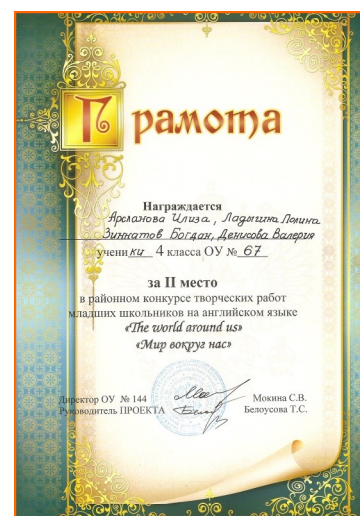 Грамота
Награждается
Арсланова Илиза, Ладыгина Полина
Зиннатов Богдан, Денисова Валерия
ученики 4 класса ОУ № 67
за II место
в районном конкурсе творческих работ
младших школьников на английском языке
«The world around us»
«Мир вокруг нас»
Директор ОУ № 144 Мокина С.В.
Руководитель ПРОЕКТА Белоусова Т.С.